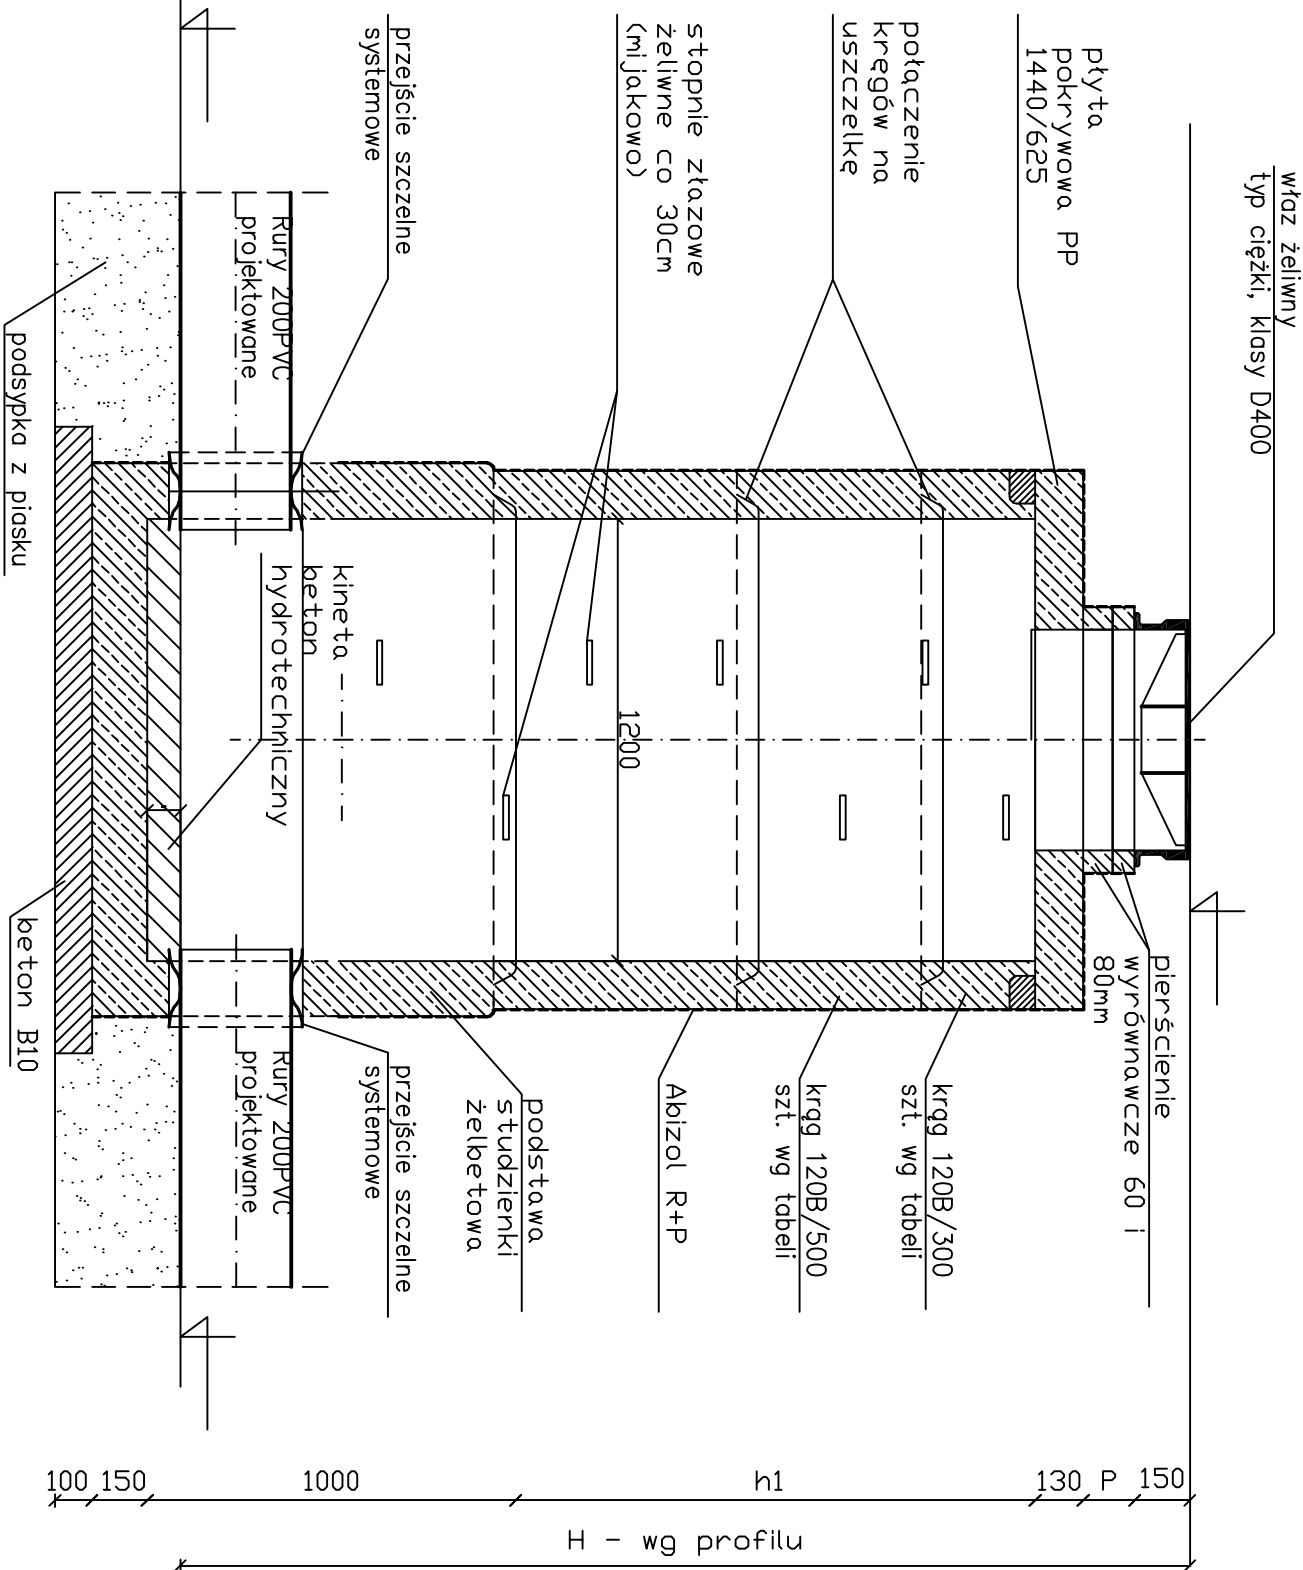 właz żeliwny
typ ciężki, klasy D400
płyta
pokrywowa PP
1440/625
połączenie
kręgów na
uszczelkę
stopnie złazowe
żeliwne co 30cm
(mijakowo)
przejście szczelne
systemowe
Rury 200PVC
projektowane
podsypka z piasku
kineta
beton
hydrotechniczny
1200
beton B10
pierścienie
wyrównawcze 60 i
80mm
krąg 120B/300
szt. wg tabeli
krąg 120B/500
szt. wg tabeli
Abizol R+P
podstawa
studzienki
żelbetowa
przejście szczelne
systemowe
Rury 200PVC
projektowane
100
150
1000
h1
130
P
150
H - wg profilu